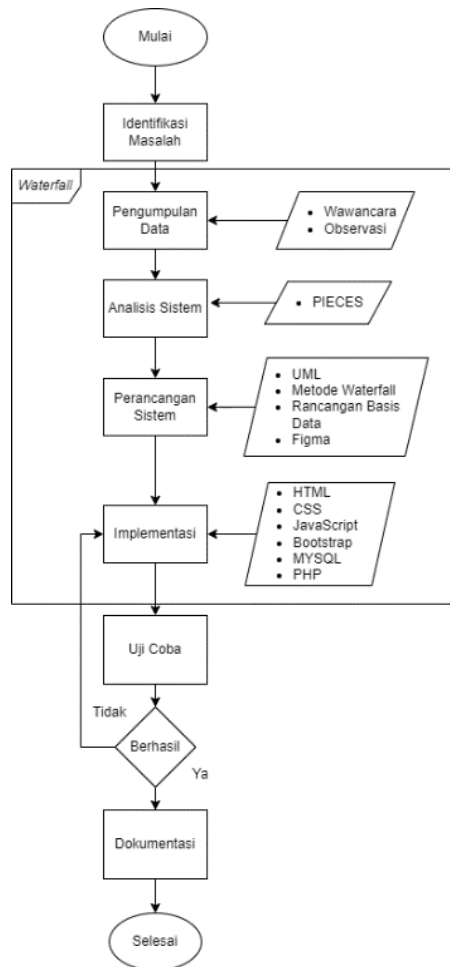 Mulai
Identifikasi
Masalah
Waterfall
Pengumpulan
Data
• Wawancara
• Observasi
Analisis Sistem
• PIECES
Perancangan
Sistem
• UML
• Metode Waterfall
• Rancangan Basis
Data
• Figma
Implementasi
• HTML
• CSS
• JavaScript
• Bootstrap
• MYSQL
• PHP
Uji Coba
Tidak
Berhasil
Ya
Dokumentasi
Selesai